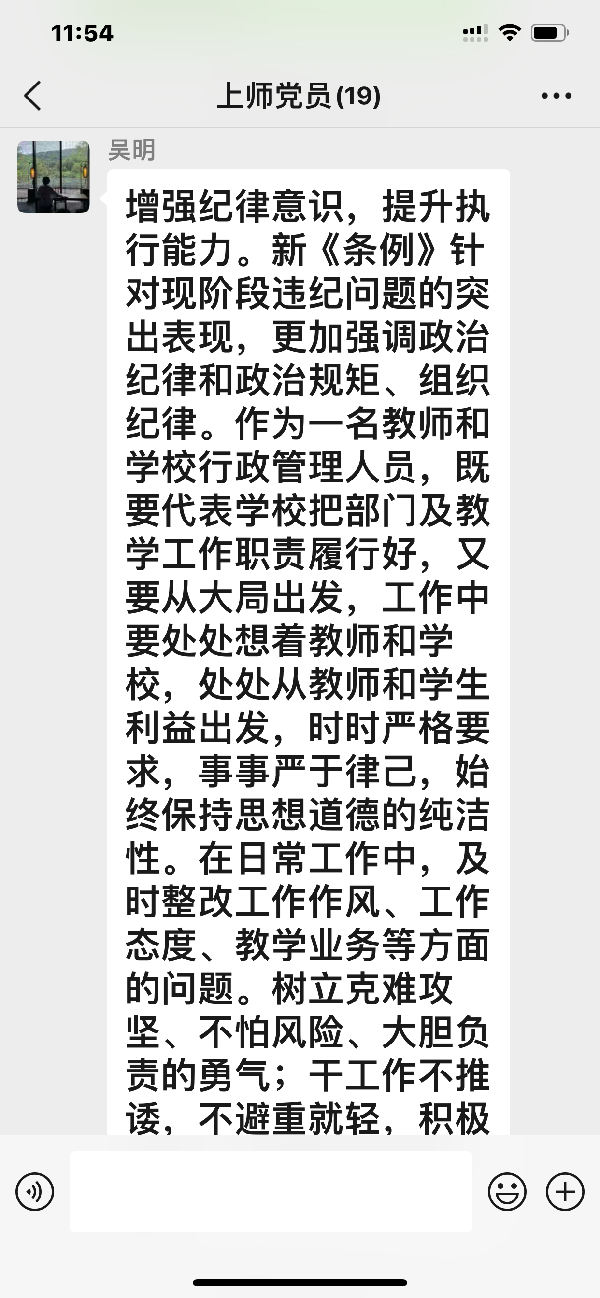 11:54
上师党员(19)
吴明
增强纪律意识，提升执
行能力。新《条例》针
对现阶段违纪问题的突
出表现，更加强调政治
纪律和政治规矩、组织
纪律。作为一名教师和
学校行政管理人员，既
要代表学校把部门及教
学工作职责履行好，又
要从大局出发，工作中
要处处想着教师和学
校，处处从教师和学生
利益出发，时时严格要
求，事事严于律己，始
终保持思想道德的纯洁
性。在日常工作中，及
时整改工作作风、工作
态度、教学业务等方面
的问题。树立克难攻
坚、不怕风险、大胆负
责的勇气；干工作不推
诿，不避重就轻，积极